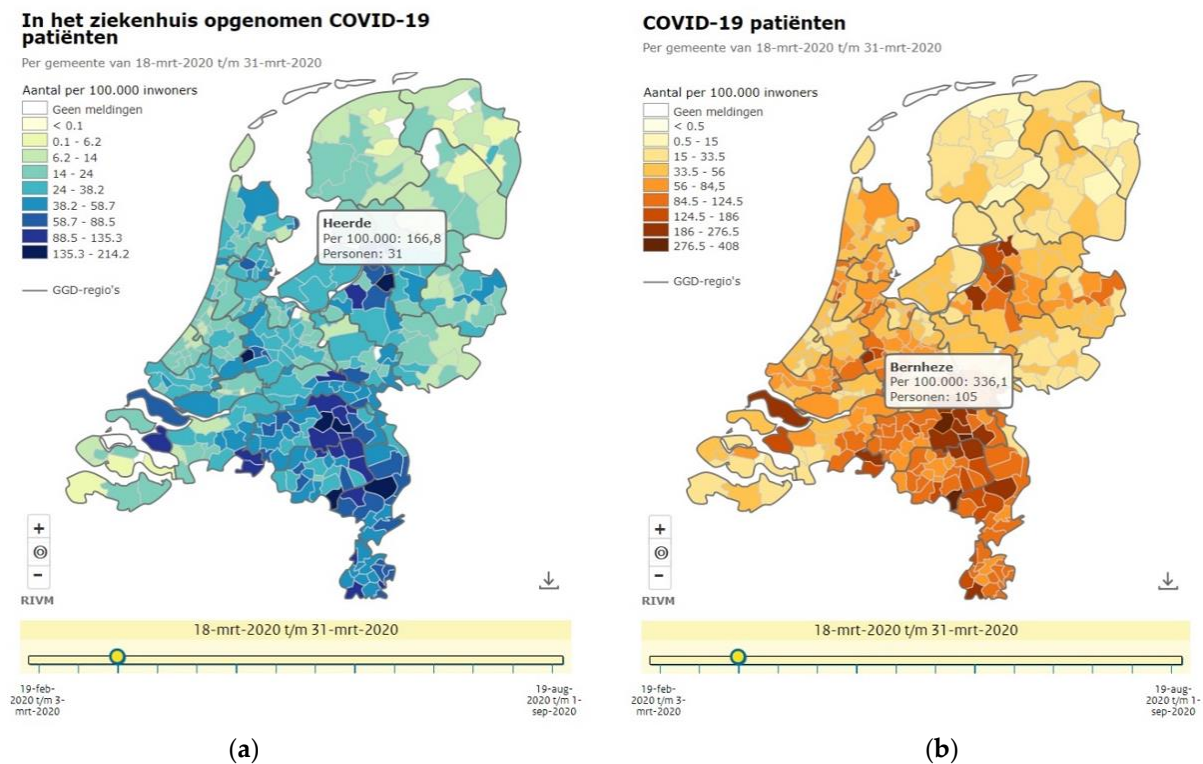 In het ziekenhuis opgenomen COVID-19
patiënten
Per gemeente van 18-mrt-2020 t/m 31-mrt-2020
Aantal per 100.000 inwoners
Geen meldingen
< 0.1
0.1 - 6.2
6.2 - 14
14 - 24
24 - 38.2
38.2 - 58.7
58.7 - 88.5
88.5 - 135.3
135.3 - 214.2
GGD-regio's
Heerde
Per 100.000: 166,8
Personen: 31
+
−
RIVM
18-mrt-2020 t/m 31-mrt-2020
19-feb-
2020 t/m 3-
mrt-2020
19-aug-
2020 t/m 1-
sep-2020
(a)
COVID-19 patiënten
Per gemeente van 18-mrt-2020 t/m 31-mrt-2020
Aantal per 100.000 inwoners
Geen meldingen
< 0.5
0.5 - 15
15 - 33.5
33.5 - 56
56 - 84,5
84.5 - 124.5
124.5 - 186
186 - 276.5
276.5 - 408
GGD-regio's
Bernheze
Per 100.000: 336,1
Personen: 105
+
−
RIVM
18-mrt-2020 t/m 31-mrt-2020
19-feb-
2020 t/m 3-
mrt-2020
19-aug-
2020 t/m 1-
sep-2020
(b)